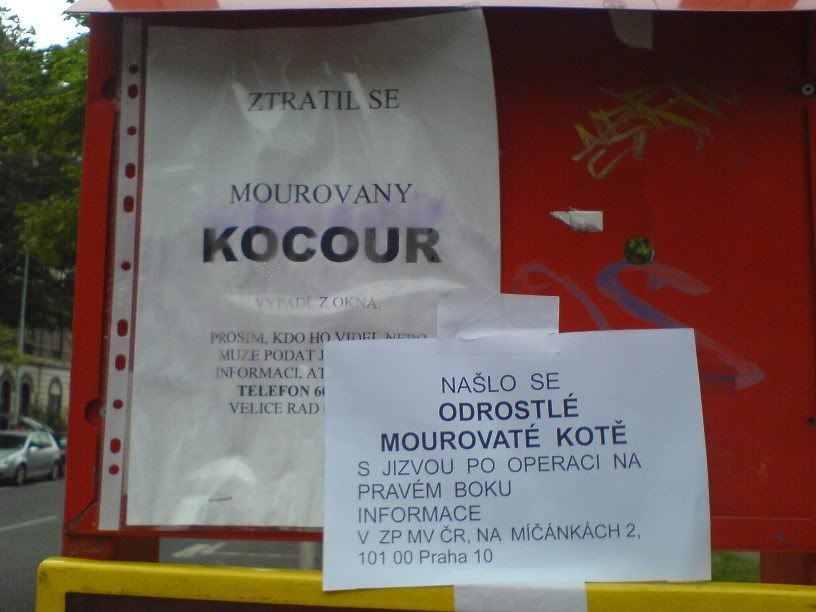 ZTRATIL SE
MOUROVANY
KOCOUR
VYPADL Z OKNA.
PROSIM, KDO HO VIDEL NEBO
MUZE PODAT
INFORMACI,
TELEFON
VELICE RAD
NAŠLO SE
ODROSTLÉ
MOUROVATÉ KOTĚ
S JIZVOU PO OPERACI NA
PRAVÉM BOKU
INFORMACE
V ZP MV ČR, NA MÍČÁNKÁCH 2,
101 00 Praha 10